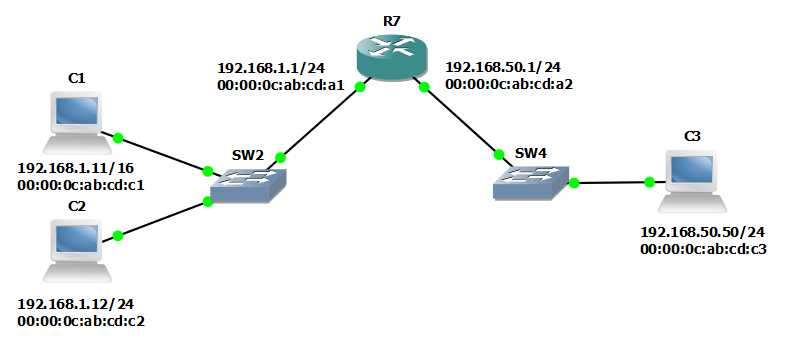 R7
192.168.1.1/24
00:00:0c:ab:cd:a1
192.168.50.1/24
00:00:0c:ab:cd:a2
C1
192.168.1.11/16
00:00:0c:ab:cd:c1
SW2
SW4
C3
192.168.50.50/24
00:00:0c:ab:cd:c3
C2
192.168.1.12/24
00:00:0c:ab:cd:c2